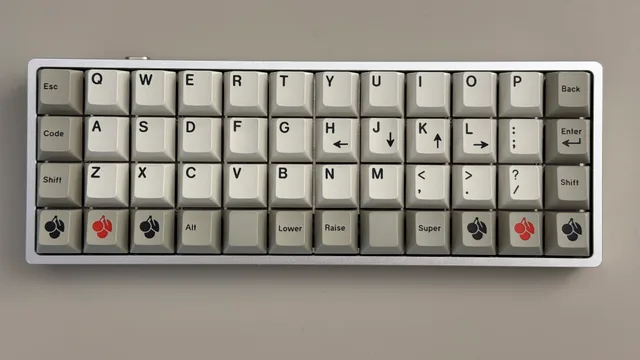 Esc Q W E R T Y U I O P Back
Code A S D F G H ← J ↓ K ↑ L → : ; Enter ↵
Shift Z X C V B N M < , > . ? / Shift
Alt Lower Raise Super